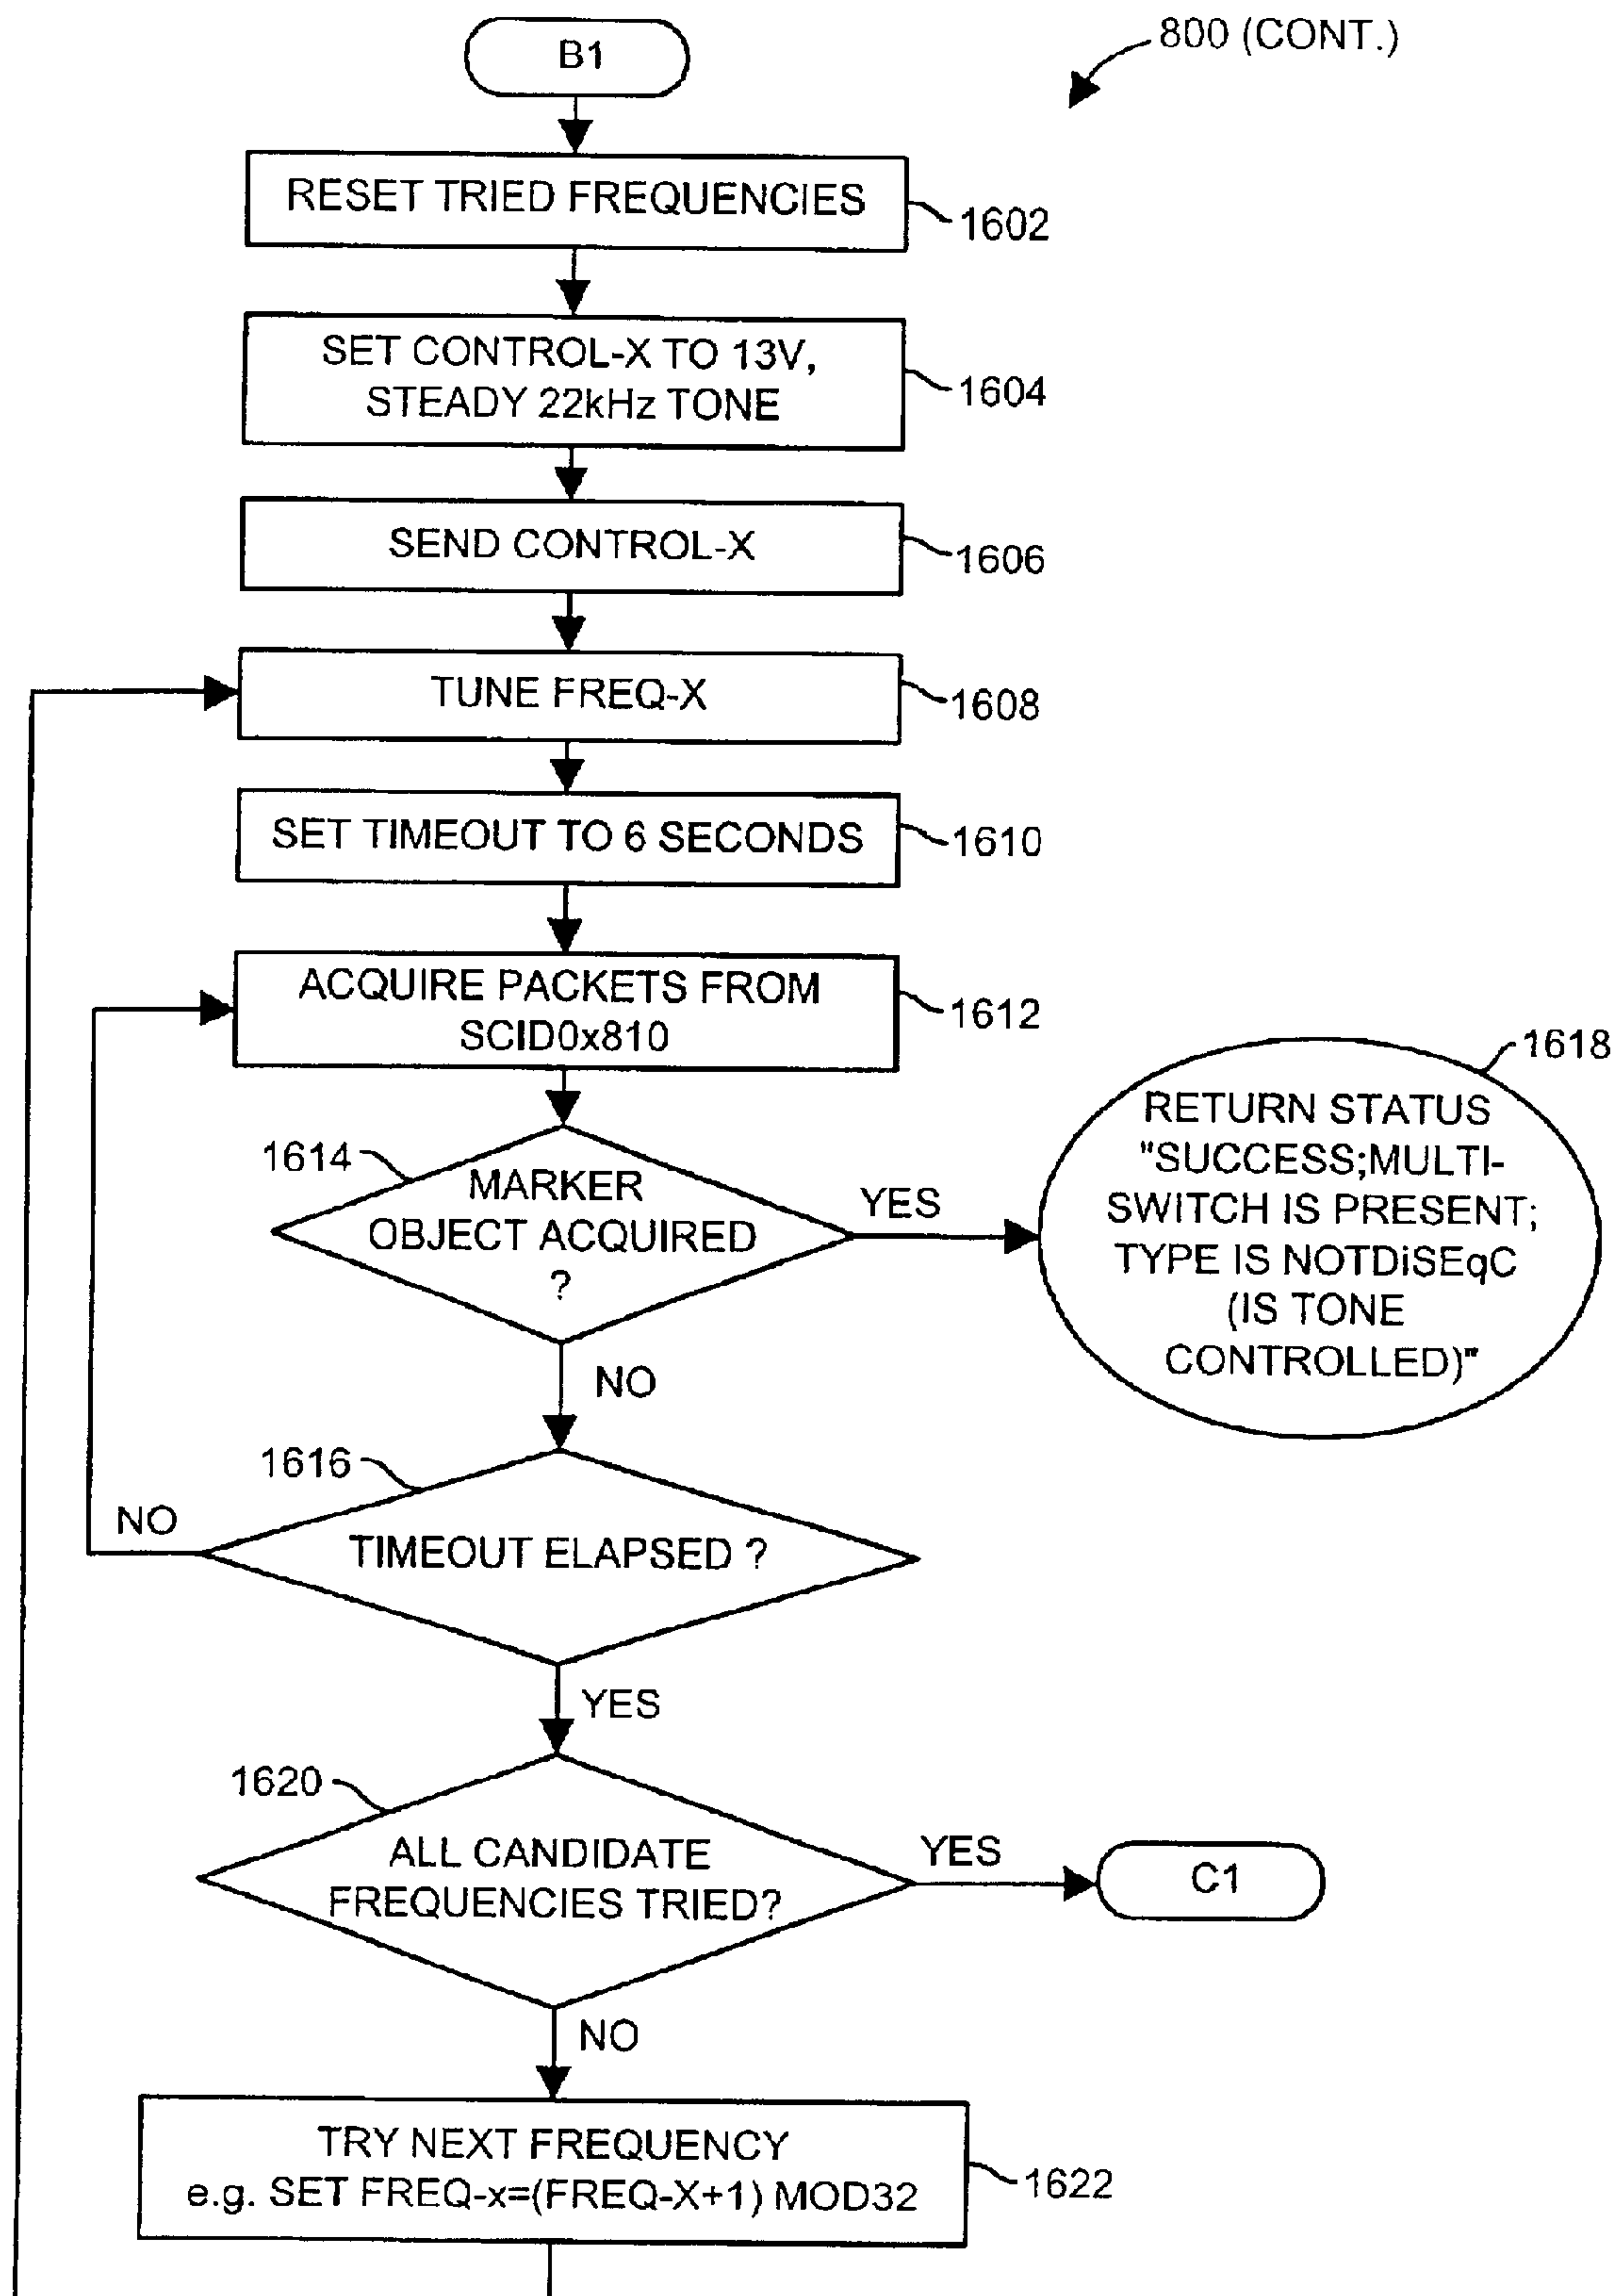 800 (CONT.)
B1
RESET TRIED FREQUENCIES
1602
SET CONTROL-X TO 13V,
STEADY 22kHz TONE
1604
SEND CONTROL-X
1606
TUNE FREQ-X
1608
SET TIMEOUT TO 6 SECONDS
1610
ACQUIRE PACKETS FROM
SCID0x810
1612
1614
MARKER
OBJECT ACQUIRED
?
YES
1618
RETURN STATUS
"SUCCESS;MULTI-
SWITCH IS PRESENT;
TYPE IS NOTDiSEqC
(IS TONE
CONTROLLED)"
NO
1616
TIMEOUT ELAPSED ?
NO
YES
1620
ALL CANDIDATE
FREQUENCIES TRIED?
YES
C1
NO
TRY NEXT FREQUENCY
e.g. SET FREQ-x=(FREQ-X+1) MOD32
1622